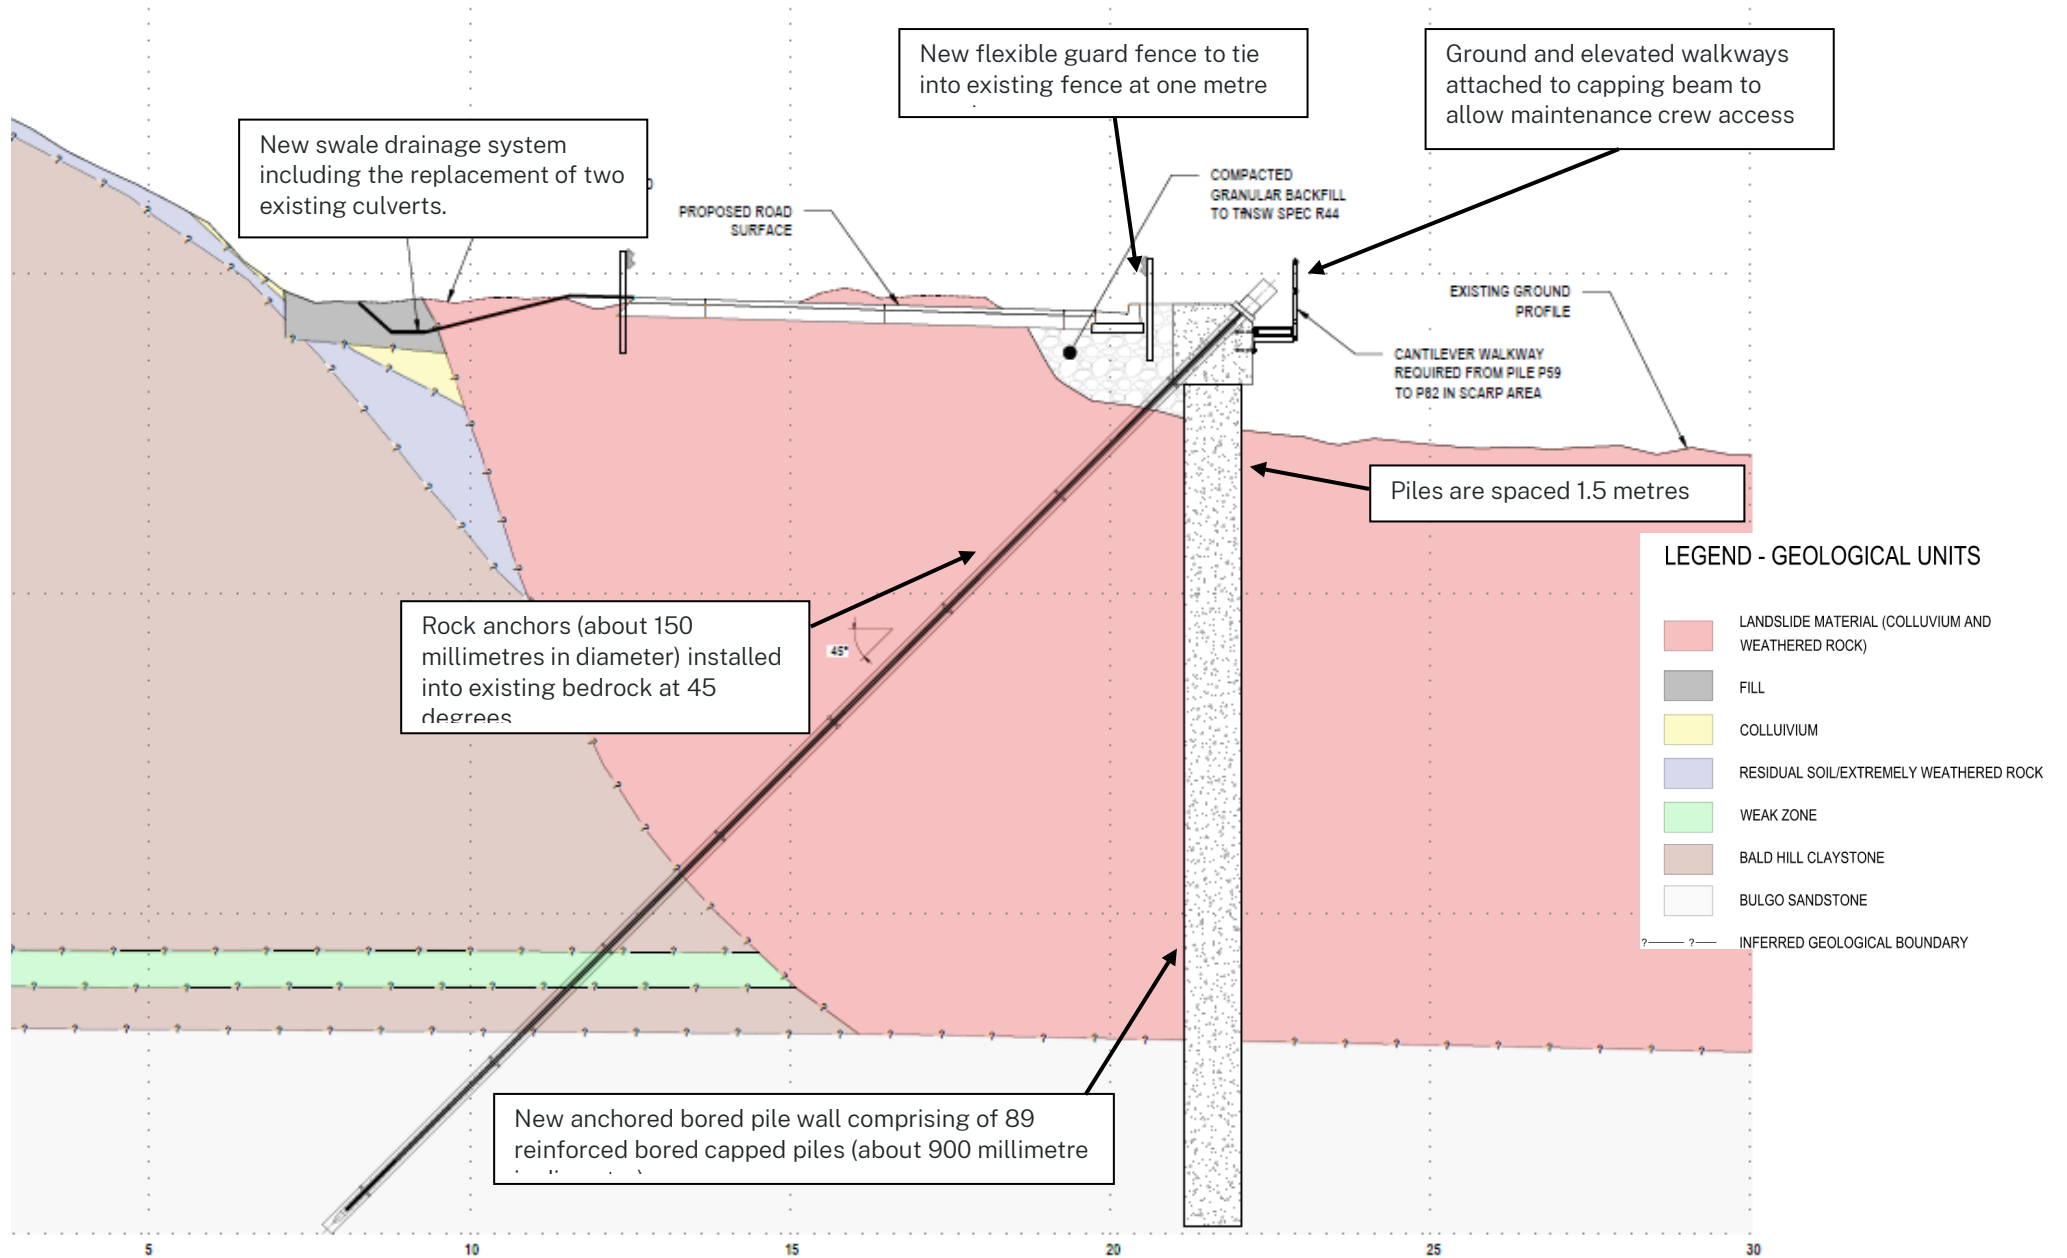 New flexible guard fence to tie
into existing fence at one metre
Ground and elevated walkways
attached to capping beam to
allow maintenance crew access
New swale drainage system
including the replacement of two
existing culverts.
PROPOSED ROAD
SURFACE
COMPACTED
GRANULAR BACKFILL
TO TfNSW SPEC R44
EXISTING GROUND
PROFILE
CANTILEVER WALKWAY
REQUIRED FROM PILE P59
TO P82 IN SCARP AREA
Piles are spaced 1.5 metres
Rock anchors (about 150
millimetres in diameter) installed
into existing bedrock at 45
degrees
45°
LEGEND - GEOLOGICAL UNITS
LANDSLIDE MATERIAL (COLLUVIUM AND
WEATHERED ROCK)
FILL
COLLUIVIUM
RESIDUAL SOIL/EXTREMELY WEATHERED ROCK
WEAK ZONE
BALD HILL CLAYSTONE
BULGO SANDSTONE
?—— ?— INFERRED GEOLOGICAL BOUNDARY
New anchored bored pile wall comprising of 89
reinforced bored capped piles (about 900 millimetre
5 10 15 20 25 30